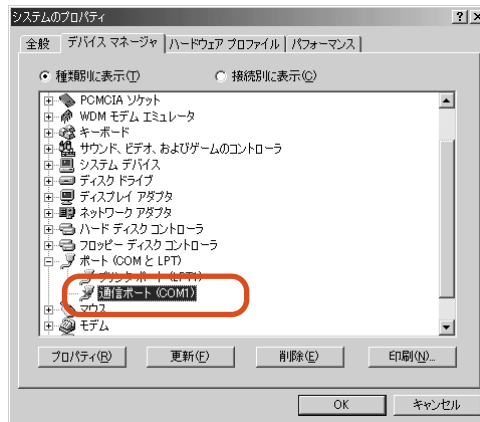 システムのプロパティ
全般 デバイス マネージャ ハードウェア プロファイル パフォーマンス
種類別に表示(T) 接続別に表示(C)
PCMCIA ソケット
WDM モデム エミュレータ
キーボード
サウンド、ビデオ、およびゲームのコントローラ
システム デバイス
ディスク ドライブ
ディスプレイ アダプタ
ネットワーク アダプタ
ハード ディスク コントローラ
フロッピー ディスク コントローラ
ポート (COM と LPT)
プリンタ ポート (LPT1)
通信ポート (COM1)
マウス
モデム
プロパティ(R) 更新(F) 削除(E) 印刷(N)...
OK キャンセル